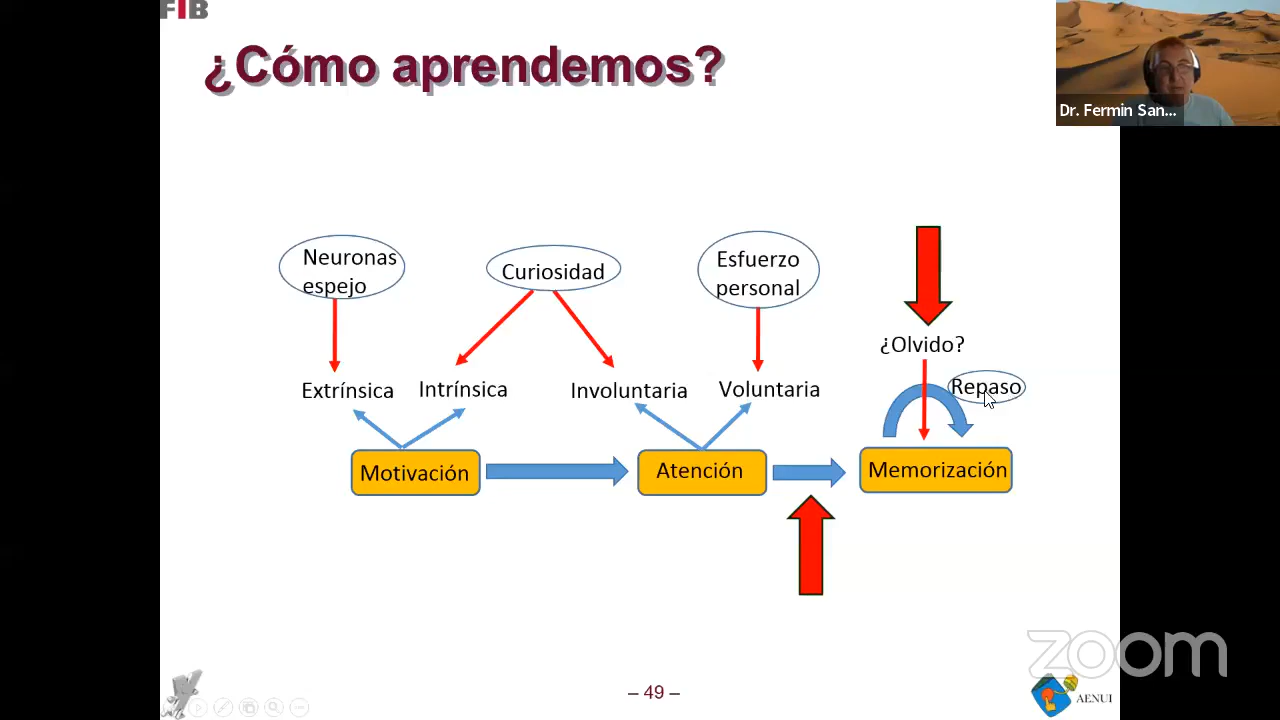 FIB
¿Cómo aprendemos?
Dr. Fermin San...
Neuronas
espejo
Curiosidad
Esfuerzo
personal
¿Olvido?
Repaso
Extrínsica
Intrínsica
Involuntaria
Voluntaria
Motivación
Atención
Memorización
zoom
– 49 –
AENUI